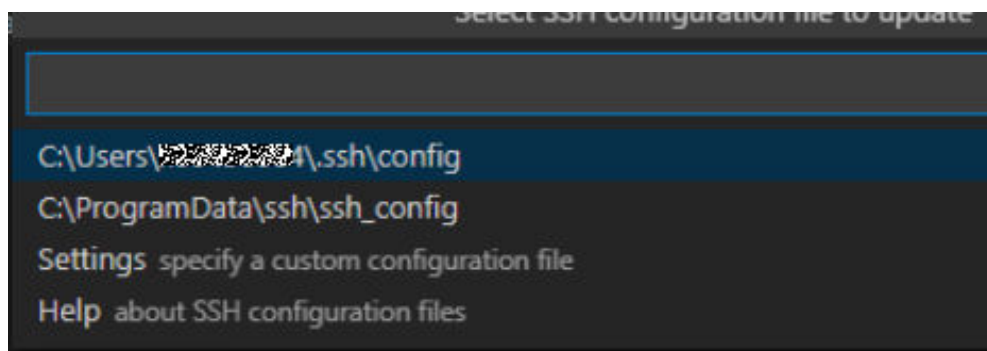 Select SSH configuration file to update
C:\Users\4\.ssh\config
C:\ProgramData\ssh\ssh_config
Settings specify a custom configuration file
Help about SSH configuration files